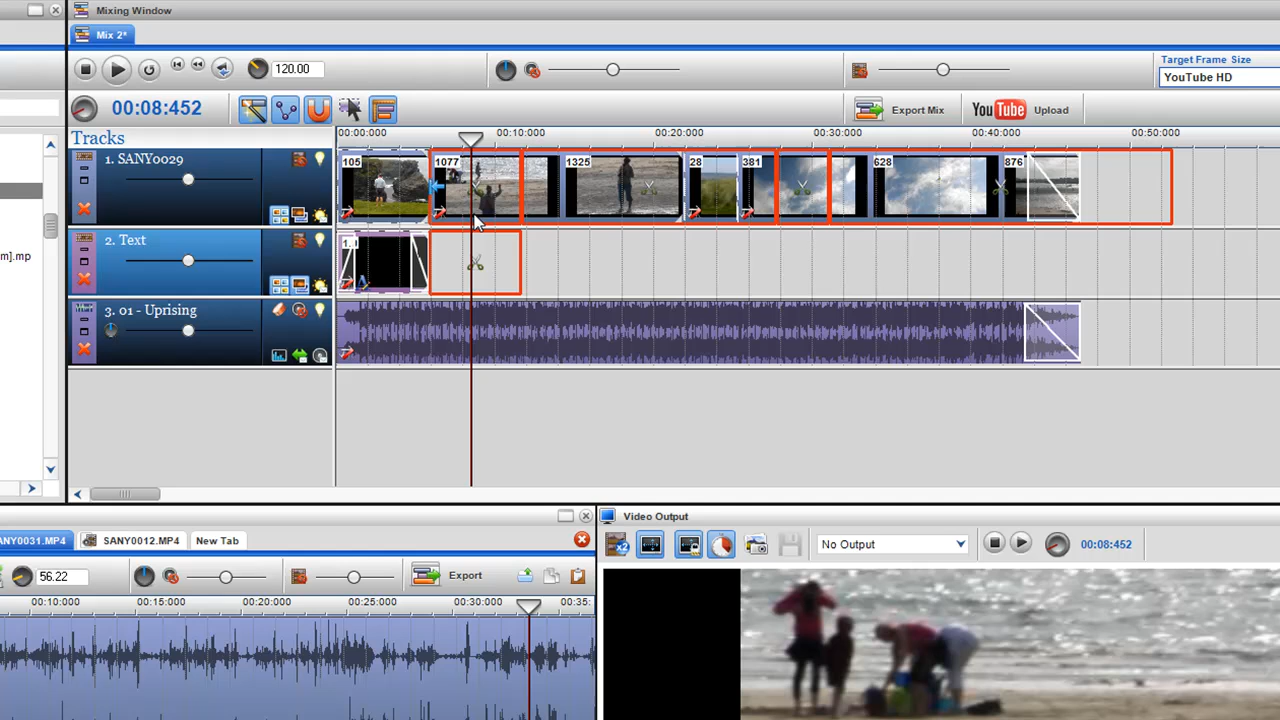 Mixing Window
Mix 2*
120.00
Target Frame Size
YouTube HD
00:08:452
Export Mix
YouTube Upload
Tracks
00:00:000 00:10:000 00:20:000 00:30:000 00:40:000 00:50:000
1. SANY0029
105 1077 1325 28 381 628 876
2. Text
1.
m].mp
3. 01 - Uprising
ANY0031.MP4 SANY0012.MP4 New Tab
56.22
Export
00:10:000 00:15:000 00:20:000 00:25:000 00:30:000 00:35:
Video Output
x2
No Output
00:08:452